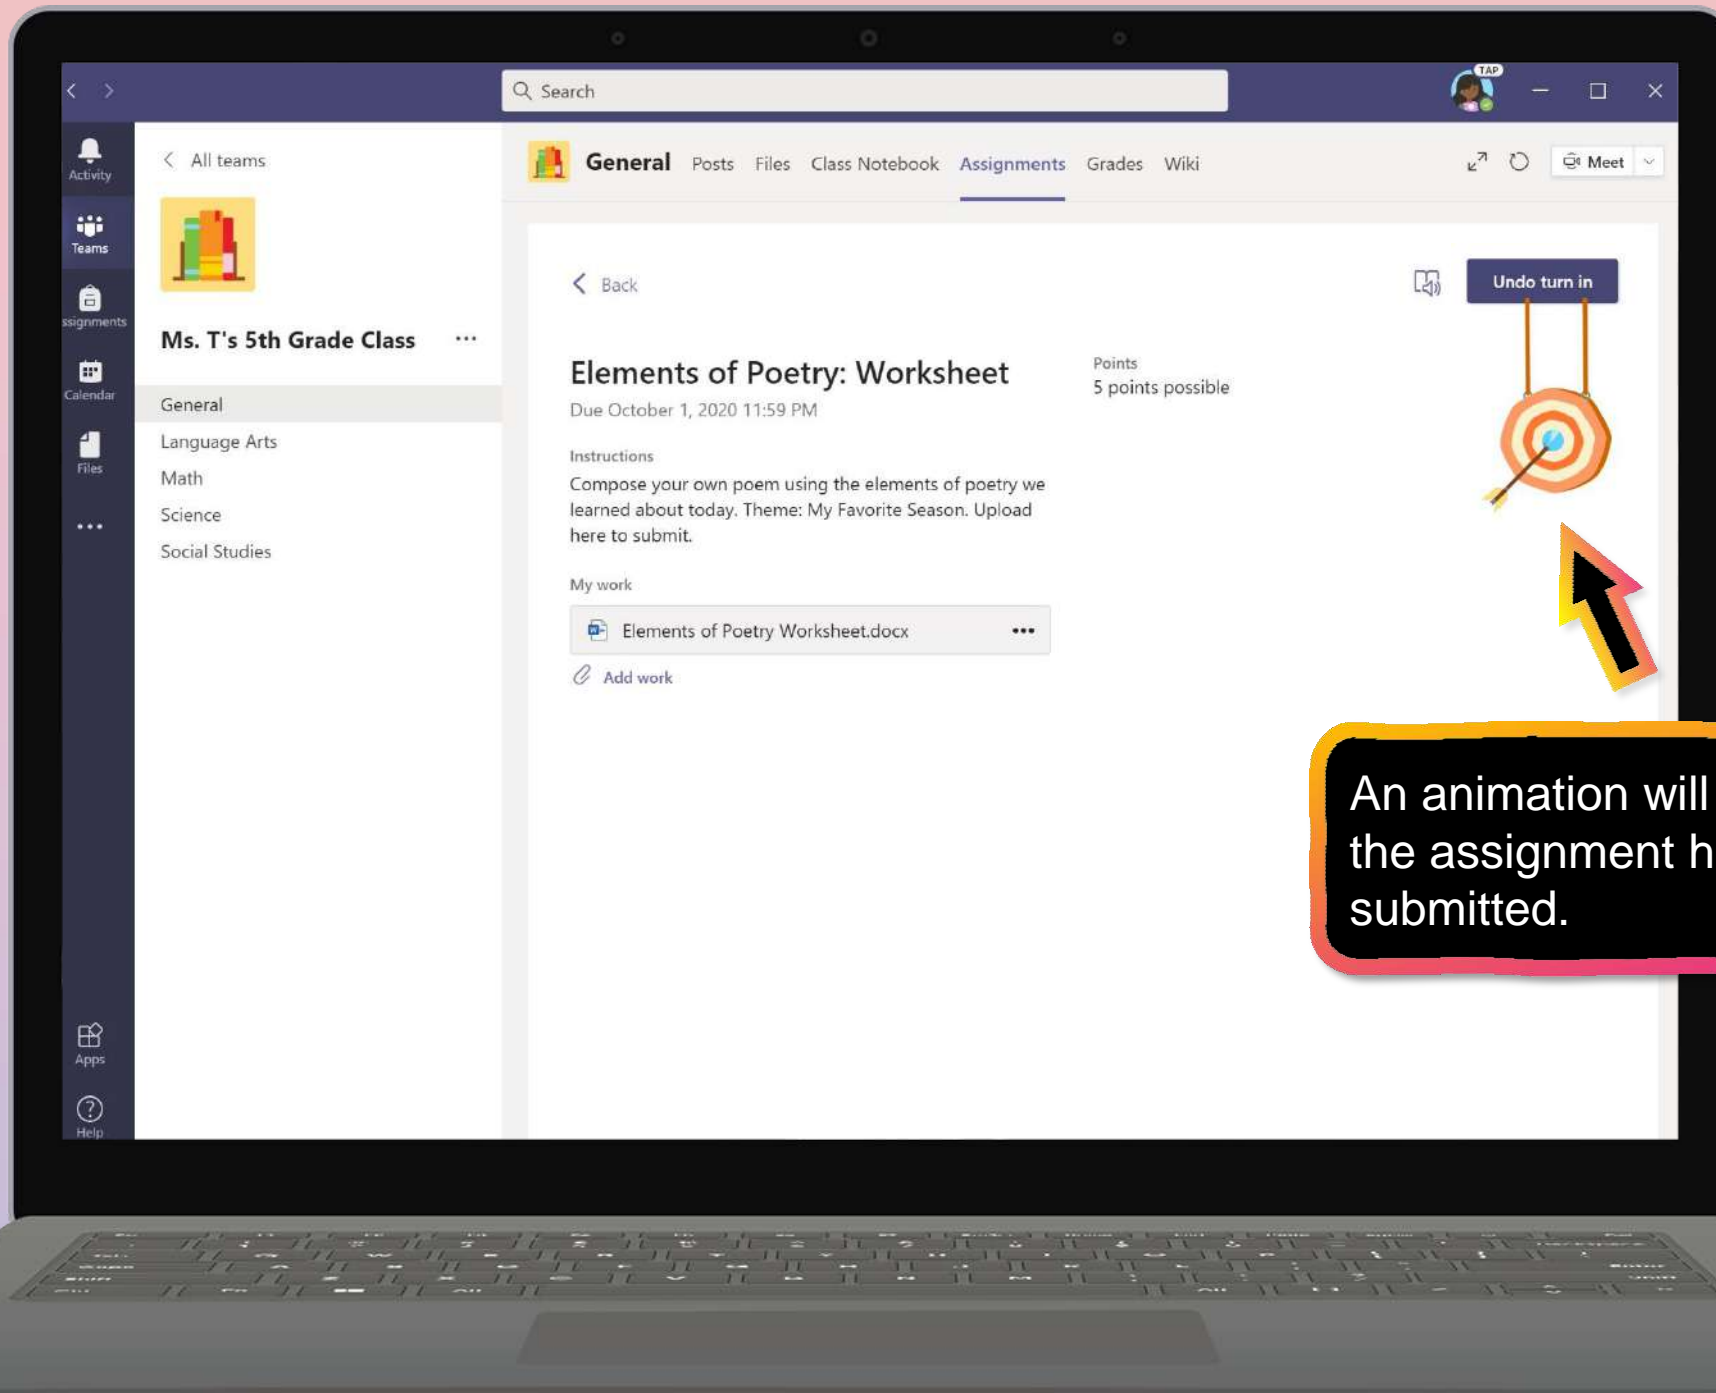 Search
TAP
Activity
Teams
ssignments
Calendar
Files
Apps
Help
All teams
Ms. T's 5th Grade Class
General
Language Arts
Math
Science
Social Studies
General Posts Files Class Notebook Assignments Grades Wiki
Meet
Back
Undo turn in
Elements of Poetry: Worksheet
Due October 1, 2020 11:59 PM
Points
5 points possible
Instructions
Compose your own poem using the elements of poetry we
learned about today. Theme: My Favorite Season. Upload
here to submit.
My work
Elements of Poetry Worksheet.docx
Add work
An animation will
the assignment h
submitted.